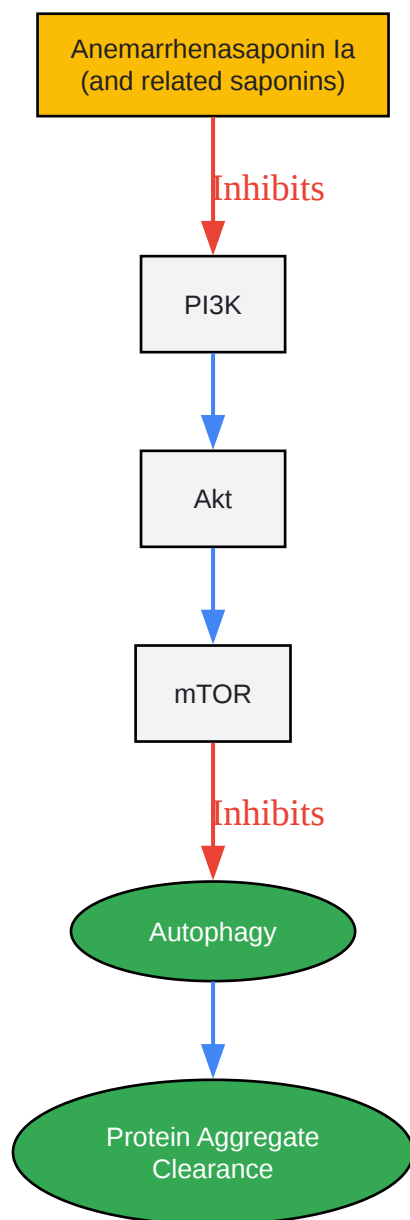 Anemarrhenasaponin Ia
(and related saponins)
Inhibits
PI3K
Akt
mTOR
Inhibits
Autophagy
Protein Aggregate
Clearance